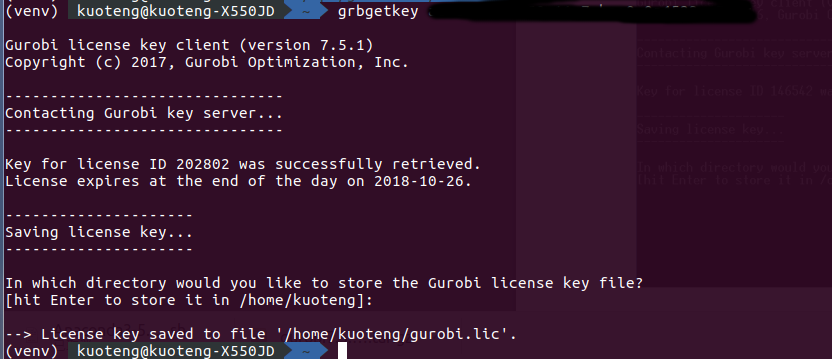 (venv) kuoteng@kuoteng-X550JD ~ grbgetkey
Gurobi license key client (version 7.5.1)
Copyright (c) 2017, Gurobi Optimization, Inc.
--------------------------------
Contacting Gurobi key server...
--------------------------------
Key for license ID 202802 was successfully retrieved.
License expires at the end of the day on 2018-10-26.
---------------------
Saving license key...
---------------------
In which directory would you like to store the Gurobi license key file?
[hit Enter to store it in /home/kuoteng]:
--> License key saved to file '/home/kuoteng/gurobi.lic'.
(venv) kuoteng@kuoteng-X550JD ~